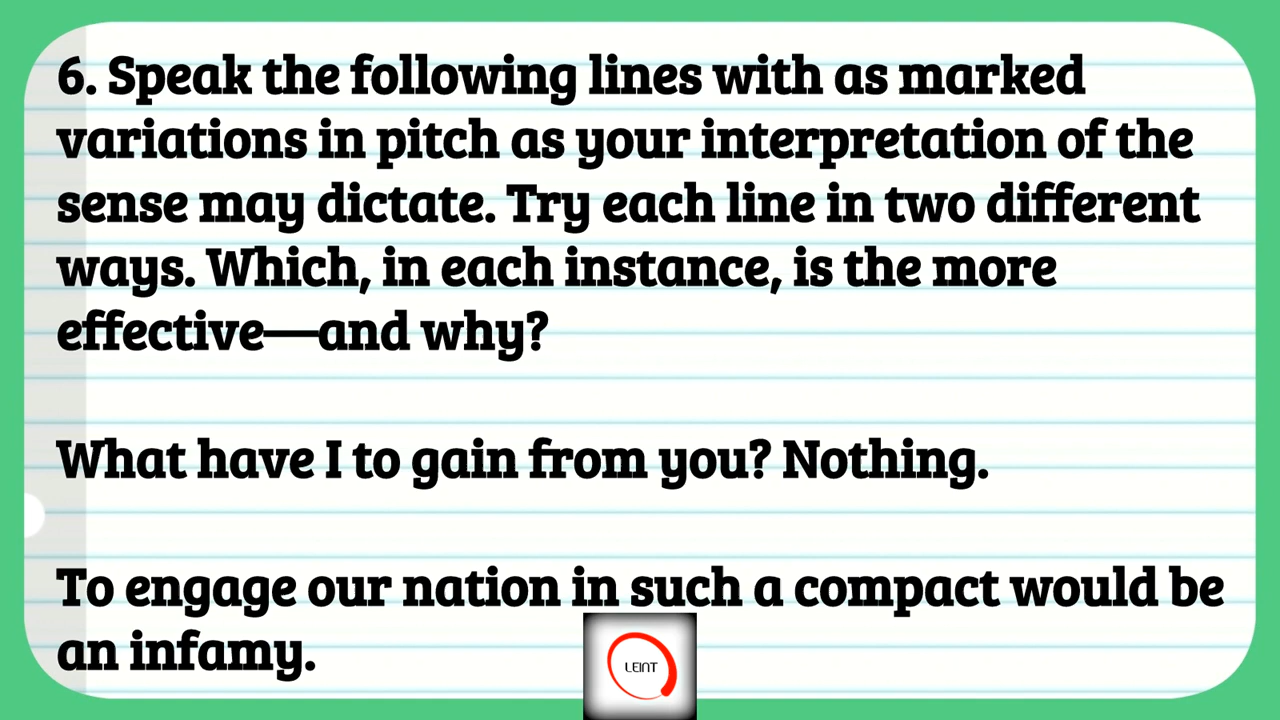 6. Speak the following lines with as marked
variations in pitch as your interpretation of the
sense may dictate. Try each line in two different
ways. Which, in each instance, is the more
effective—and why?
What have I to gain from you? Nothing.
To engage our nation in such a compact would be
an infamy.
LEINT